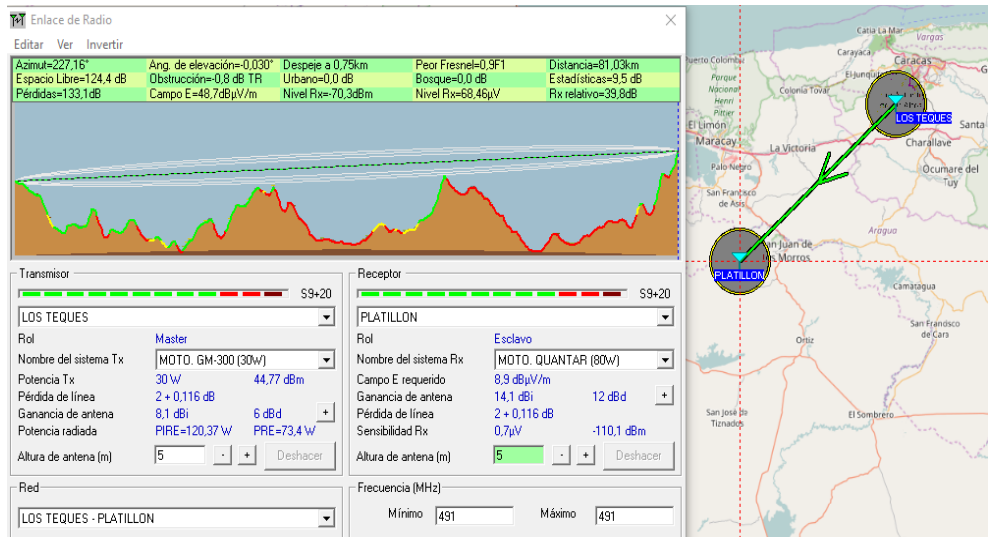 Enlace de Radio
Editar Ver Invertir
Azimut=227,16° Ang. de elevación=-0,030° Despeje a 0,75km Peor Fresnel=0,9F1 Distancia=81,03km
Espacio Libre=124,4 dB Obstrucción=-0,8 dB TR Urbano=0,0 dB Bosque=0,0 dB Estadísticas=9,5 dB
Pérdidas=133,1dB Campo E=48,7dBµV/m Nivel Rx=-70,3dBm Nivel Rx=68,46µV Rx relativo=39,8dB
Transmisor
S9+20
LOS TEQUES
Rol Master
Nombre del sistema Tx MOTO. GM-300 (30W)
Potencia Tx 30 W 44,77 dBm
Pérdida de línea 2 + 0,116 dB
Ganancia de antena 8,1 dBi 6 dBd +
Potencia radiada PIRE=120,37 W PRE=73,4 W
Altura de antena (m) 5 - + Deshacer
Receptor
S9+20
PLATILLON
Rol Esclavo
Nombre del sistema Rx MOTO. QUANTAR (80W)
Campo E requerido 8,9 dBµV/m
Ganancia de antena 14,1 dBi 12 dBd +
Pérdida de línea 2 + 0,116 dB
Sensibilidad Rx 0,7µV -110,1 dBm
Altura de antena (m) 5 - + Deshacer
Red
LOS TEQUES - PLATILLON
Frecuencia (MHz)
Mínimo 491 Máximo 491
Catia La Mar
Vargas
Carayaca
Caracas
Puerto Colombia
El Junquito
Parque
Nacional
Henri
Pittier
Colonia Tovar
LOS TEQUES
El Limón
Santa
Maracay
La Victoria
Charallave
Palo Negro
Ocumare del
Tuy
San Francisco
de Asís
Aragua
San Juan de
los Morros
PLATILLON
Camatagua
San Francisco
de Cara
Ortiz
San José de
Tiznados
El Sombrero